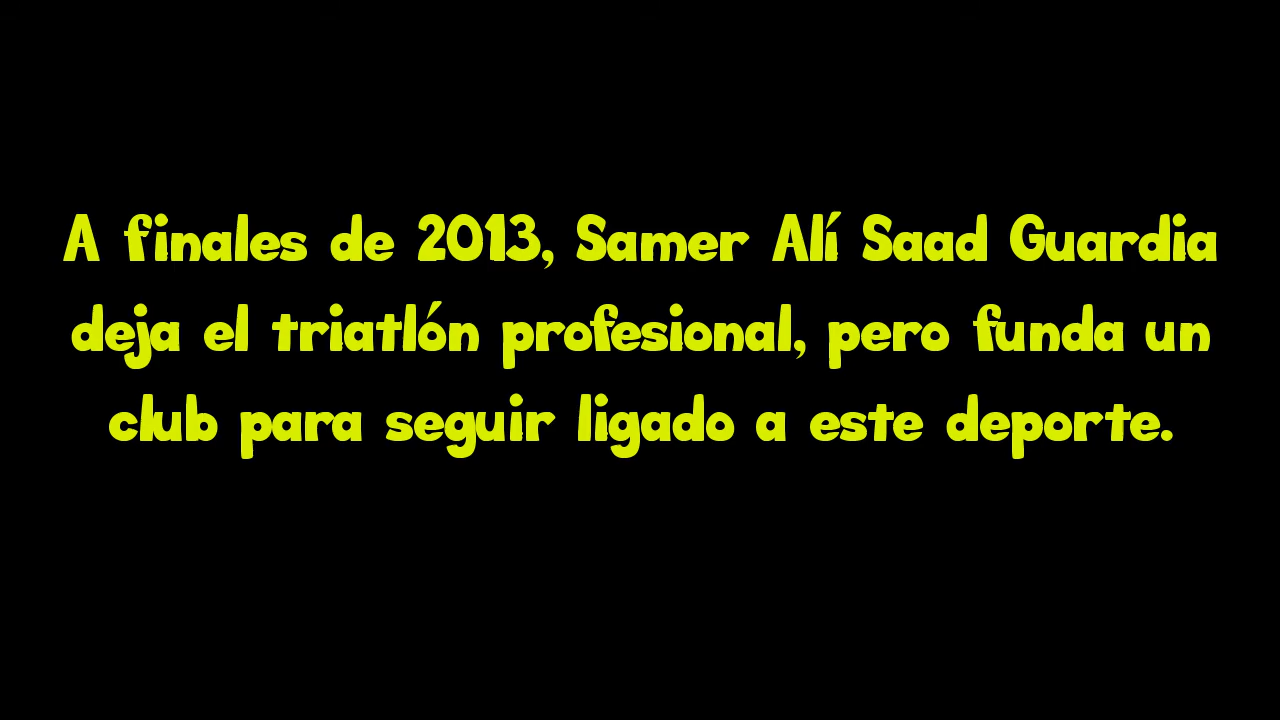 A finales de 2013, Samer Alí Saad Guardia
deja el triatlón profesional, pero funda un
club para seguir ligado a este deporte.